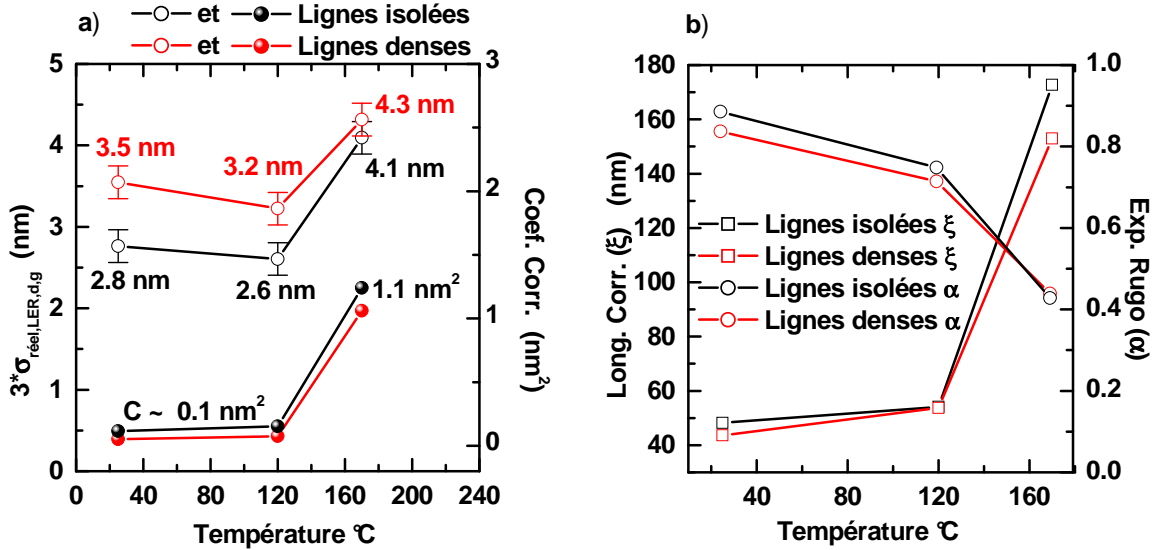 a)
et Lignes isolées
et Lignes denses
5
4
3
2
1
0
3
2
1
0
3*σréel,LER,d,g (nm)
Coef. Corr. (nm²)
3.5 nm
3.2 nm
4.3 nm
4.1 nm
2.8 nm
2.6 nm
1.1 nm²
C ~ 0.1 nm²
0 40 80 120 160 200 240
Température °C
b)
180
160
140
120
100
80
60
40
1.0
0.8
0.6
0.4
0.2
0.0
Long. Corr. (ξ) (nm)
Exp. Rugo (α)
Lignes isolées ξ
Lignes denses ξ
Lignes isolées α
Lignes denses α
40 80 120 160
Température °C